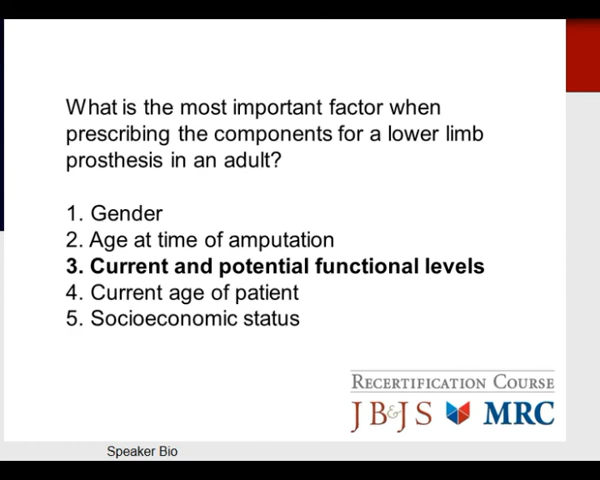 What is the most important factor when
prescribing the components for a lower limb
prosthesis in an adult?
1. Gender
2. Age at time of amputation
3. Current and potential functional levels
4. Current age of patient
5. Socioeconomic status
RECERTIFICATION COURSE
JB&JS MRC
Speaker Bio